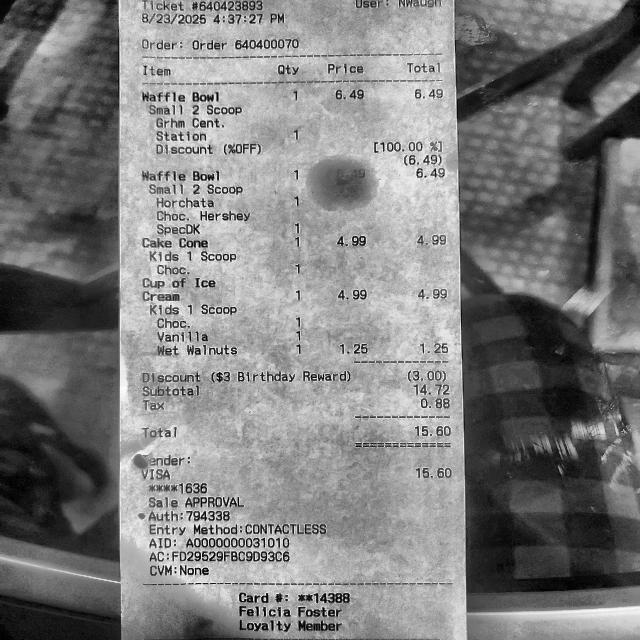 Ticket #640423893 User: NWaugh
8/23/2025 4:37:27 PM
Order: Order 640400070
Item Qty Price Total
Waffle Bowl 1 6.49 6.49
Small 2 Scoop
Grhm Cent.
Station 1
Discount (%OFF) [100.00 %]
(6.49)
Waffle Bowl 1 6.49 6.49
Small 2 Scoop
Horchata 1
Choc. Hershey
SpecDK 1
Cake Cone 1 4.99 4.99
Kids 1 Scoop
Choc. 1
Cup of Ice
Cream 1 4.99 4.99
Kids 1 Scoop
Choc. 1
Vanilla 1
Wet Walnuts 1 1.25 1.25
Discount ($3 Birthday Reward) (3.00)
Subtotal 14.72
Tax 0.88
Total 15.60
ender:
VISA 15.60
****1636
Sale APPROVAL
Auth:794338
Entry Method:CONTACTLESS
AID: A0000000031010
AC:FD29529FBC9D93C6
CVM:None
Card #: **14388
Felicia Foster
Loyalty Member